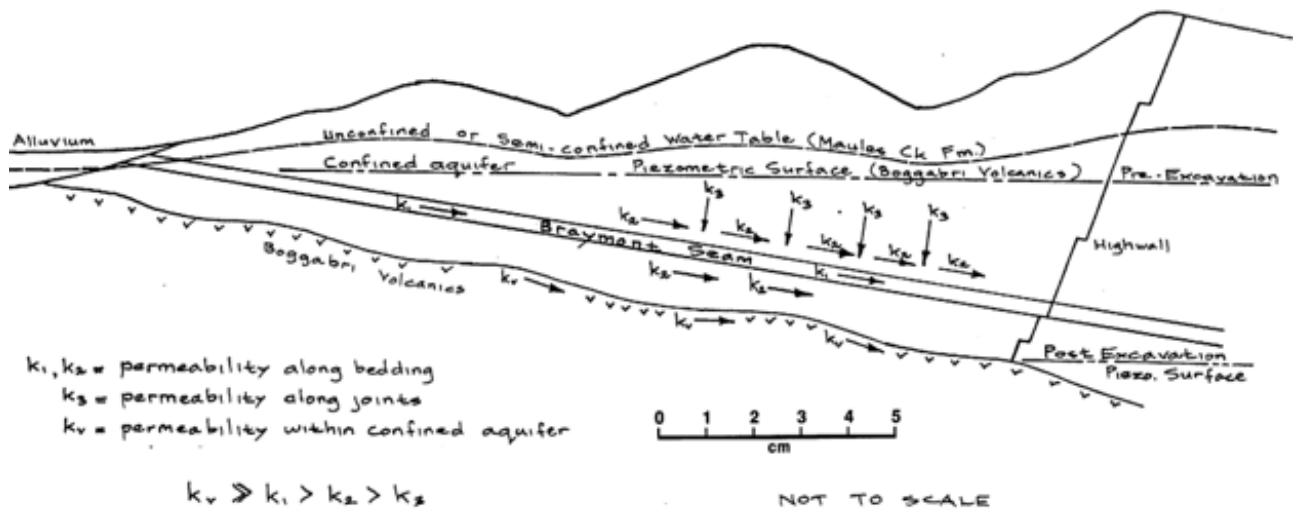 Alluvium
Unconfined or Semi-confined Water Table (Maules Ck Fm.)
Confined aquifer
Piezometric Surface (Boggabri Volcanics)
Pre-Excavation
k3
k3
k3
k3
k1
k2
k2
k2
k2
k2
Braymont Seam
Highwall
Boggabri Volcanics
k2
k2
k1
kv
kv
kv
Post Excavation
Piezo. Surface
k1, k2 = permeability along bedding
k3 = permeability along joints
kv = permeability within confined aquifer
0 1 2 3 4 5
cm
kv ≫ k1 > k2 > k3
NOT TO SCALE